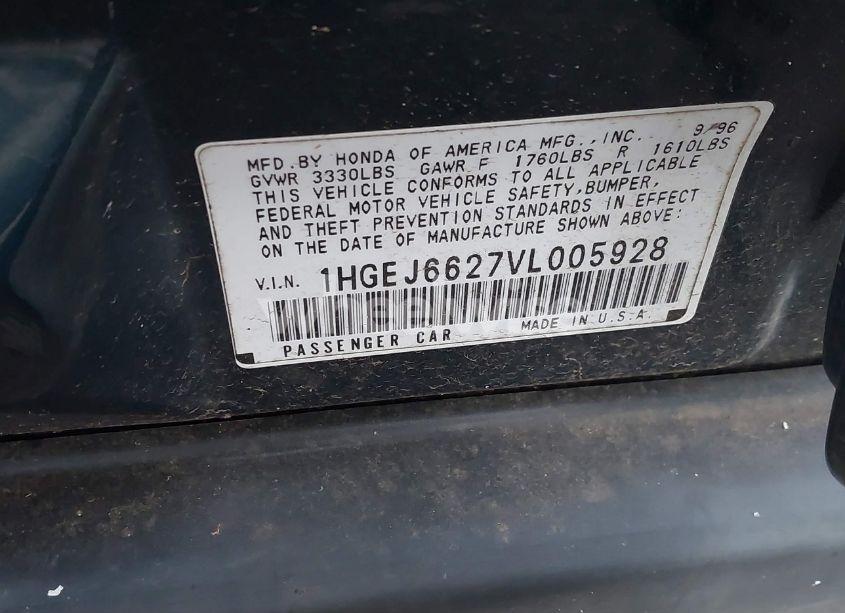 MFD. BY HONDA OF AMERICA MFG., INC. 9/96
GVWR 3330LBS GAWR F 1760LBS R 1610LBS
THIS VEHICLE CONFORMS TO ALL APPLICABLE
FEDERAL MOTOR VEHICLE SAFETY, BUMPER,
AND THEFT PREVENTION STANDARDS IN EFFECT
ON THE DATE OF MANUFACTURE SHOWN ABOVE:
V.I.N. 1HGEJ6627VL005928
PASSENGER CAR MADE IN U.S.A.